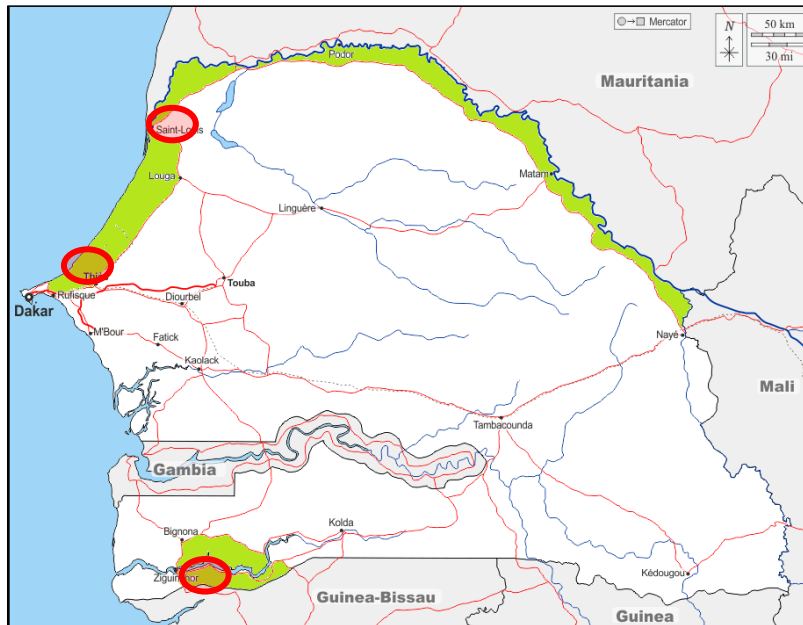 Mercator
N
50 km
30 mi
Podor
Mauritania
Saint-Louis
Louga
Matam
Linguère
Touba
Rufisque
Diourbel
Dakar
M'Bour
Fatick
Kaolack
Nayé
Mali
Tambacounda
Gambia
Bignona
Kolda
Ziguinchor
Kédougou
Guinea-Bissau
Guinea